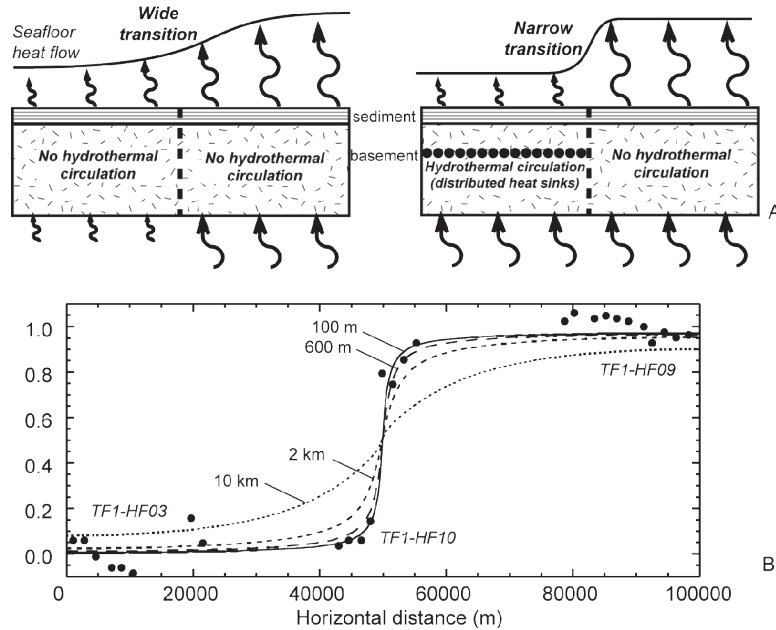 Seafloor
heat flow
Wide
transition
Narrow
transition
sediment
basement
No hydrothermal
circulation
No hydrothermal
circulation
Hydrothermal circulation
(distributed heat sinks)
No hydrothermal
circulation
A
1.0
0.8
0.6
0.4
0.2
0.0
100 m
600 m
2 km
10 km
TF1-HF09
TF1-HF03
TF1-HF10
B
0 20000 40000 60000 80000 100000
Horizontal distance (m)